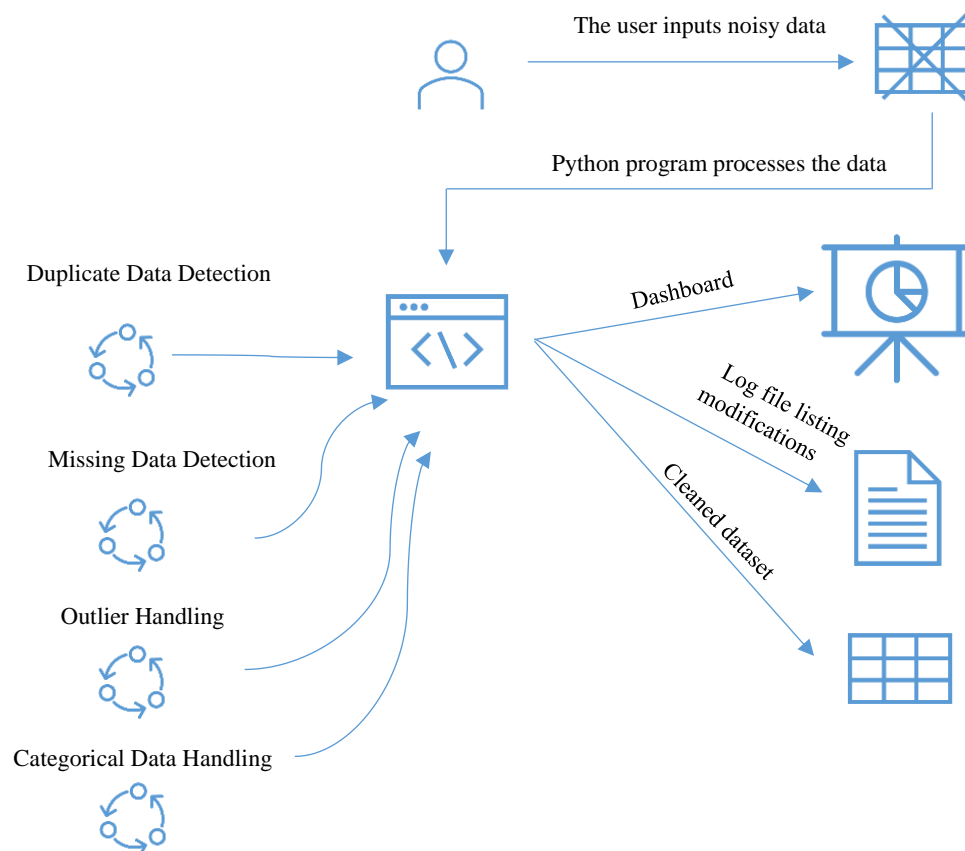 The user inputs noisy data
Python program processes the data
Duplicate Data Detection
Dashboard
Log file listing
modifications
Missing Data Detection
Cleaned dataset
Outlier Handling
Categorical Data Handling